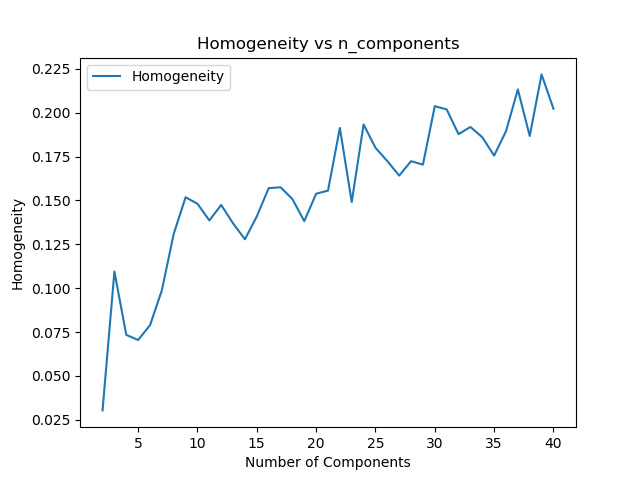 Homogeneity vs n_components
Homogeneity
0.225
0.200
0.175
0.150
0.125
0.100
0.075
0.050
0.025
Homogeneity
5 10 15 20 25 30 35 40
Number of Components